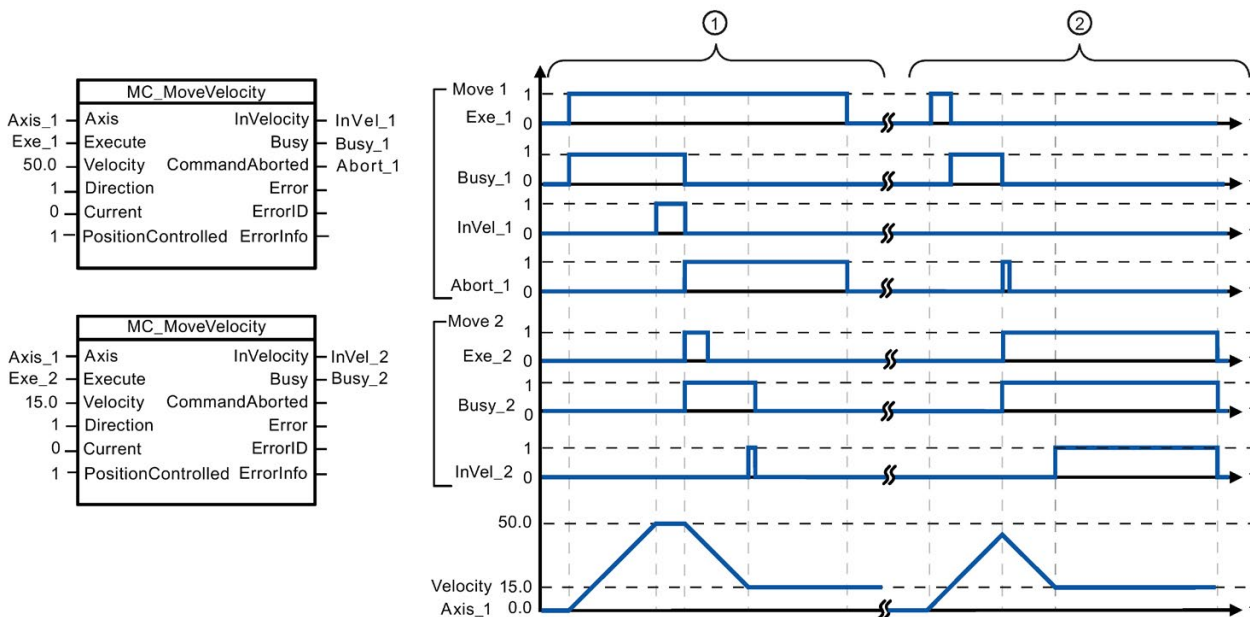 ① ②
MC_MoveVelocity
Axis_1 Axis InVelocity InVel_1
Exe_1 Execute Busy Busy_1
50.0 Velocity CommandAborted Abort_1
1 Direction Error
0 Current ErrorID
1 PositionControlled ErrorInfo
MC_MoveVelocity
Axis_1 Axis InVelocity InVel_2
Exe_2 Execute Busy Busy_2
15.0 Velocity CommandAborted
1 Direction Error
0 Current ErrorID
1 PositionControlled ErrorInfo
Move 1
1
Exe_1
0
1
Busy_1
0
1
InVel_1
0
1
Abort_1
0
Move 2
1
Exe_2
0
1
Busy_2
0
1
InVel_2
0
50.0
Velocity 15.0
Axis_1 0.0